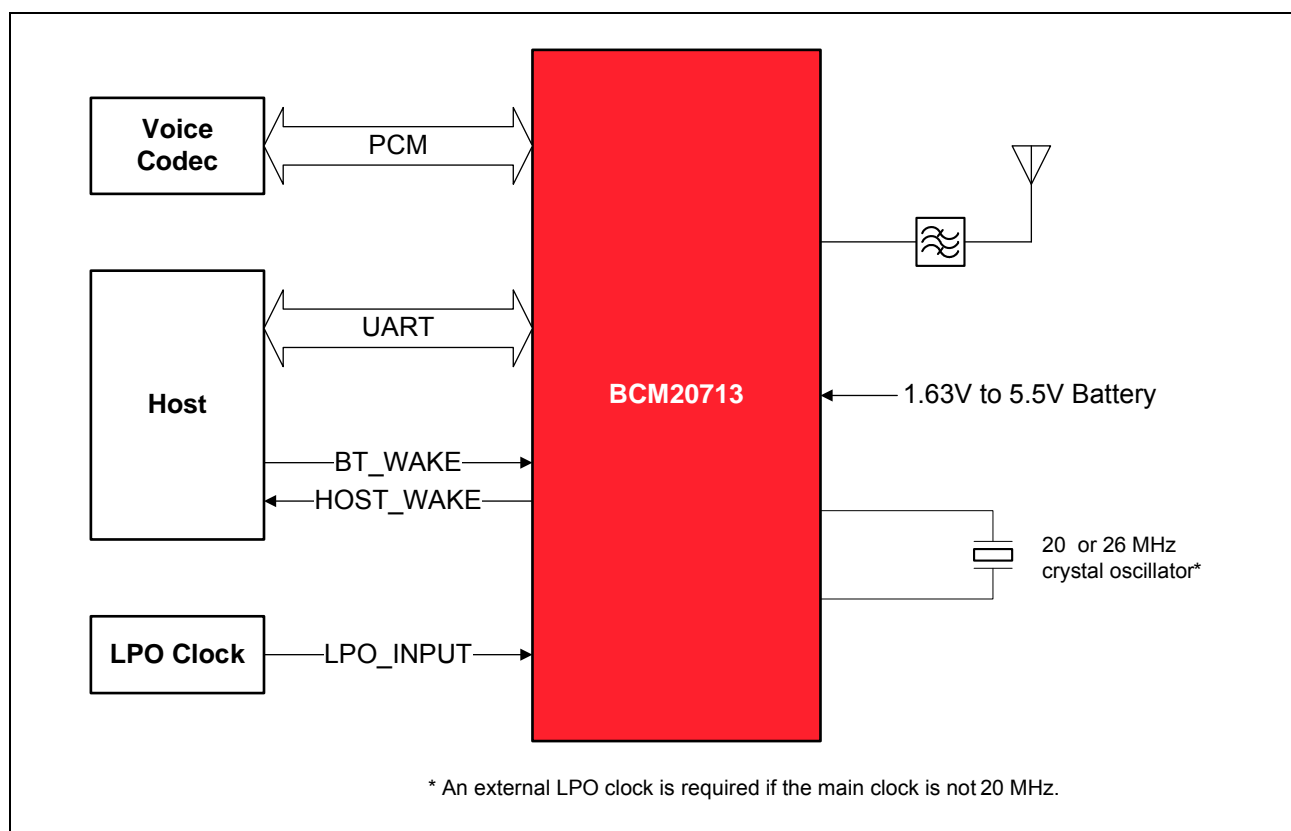 Voice
Codec
PCM
UART
Host
BCM20713
1.63V to 5.5V Battery
BT_WAKE
HOST_WAKE
20 or 26 MHz
crystal oscillator*
LPO Clock
LPO_INPUT
* An external LPO clock is required if the main clock is not 20 MHz.